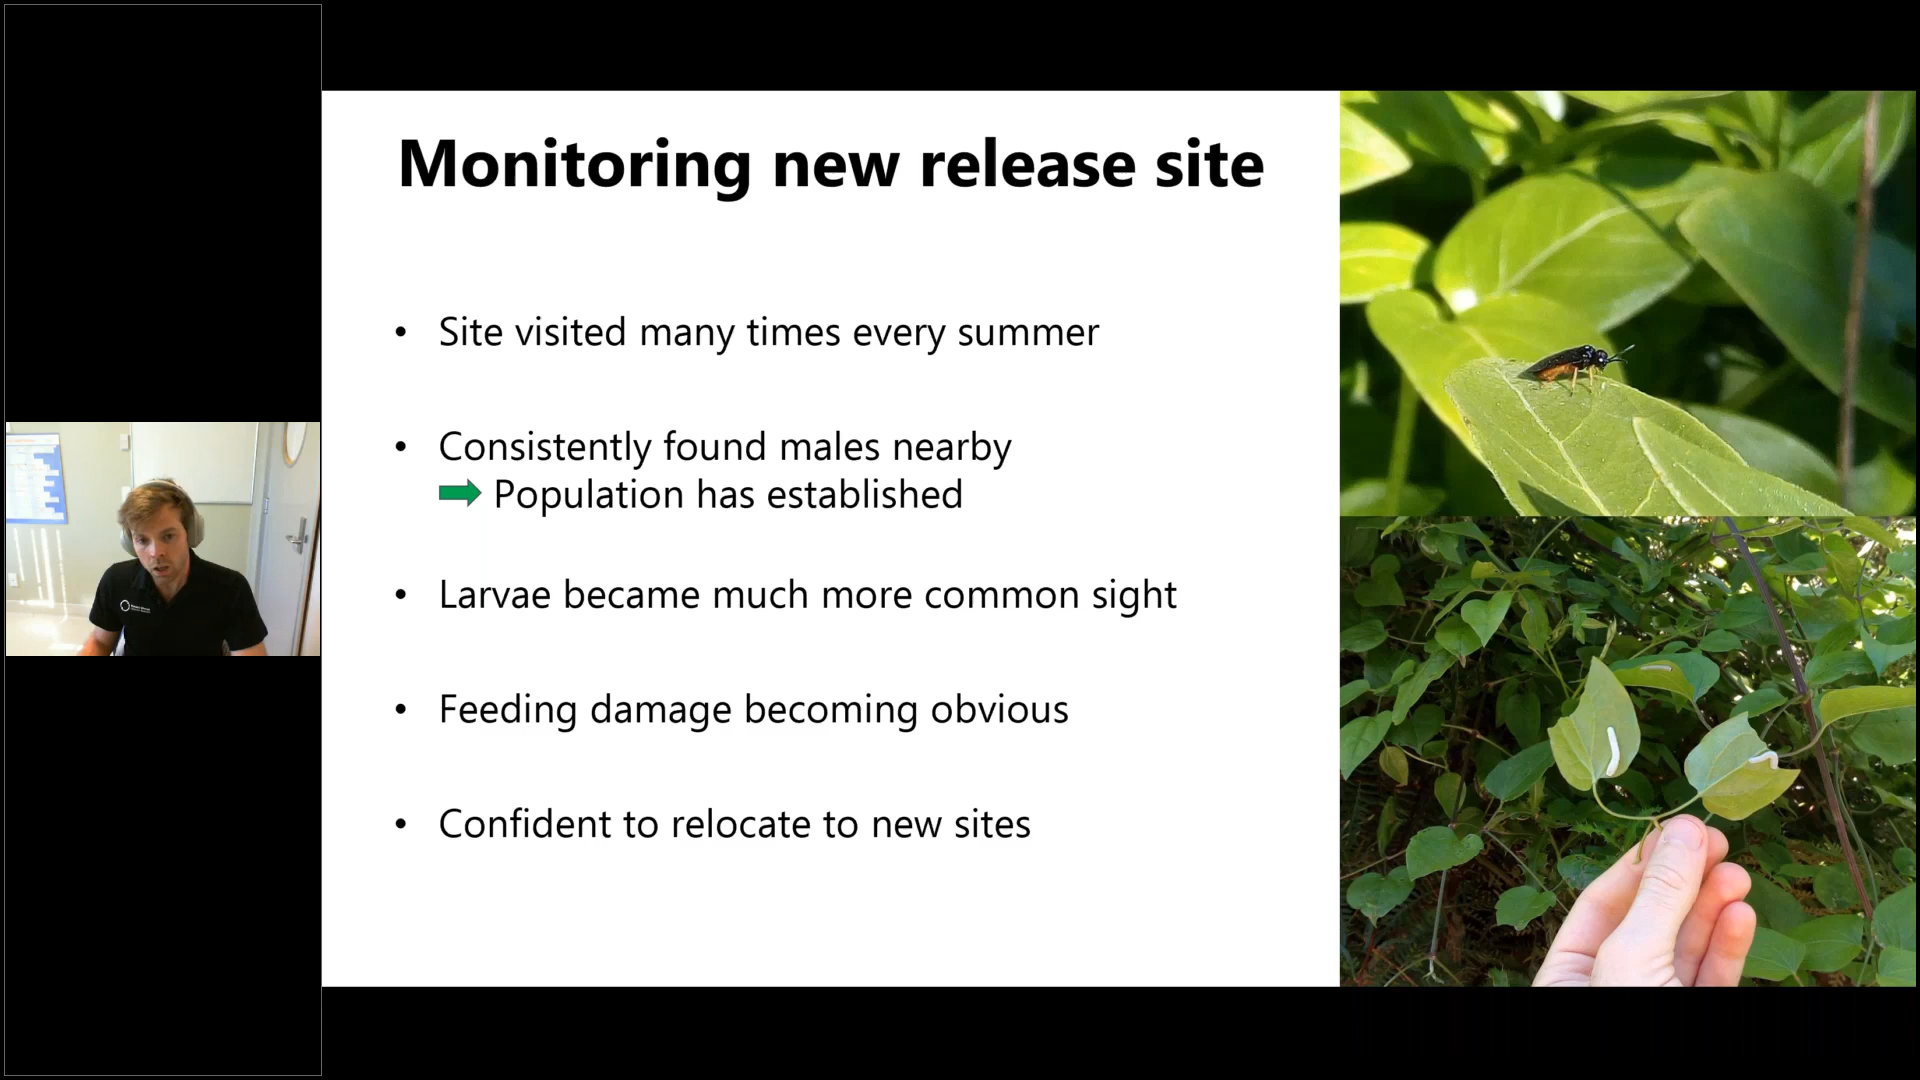 Monitoring new release site
• Site visited many times every summer
• Consistently found males nearby
Population has established
• Larvae became much more common sight
• Feeding damage becoming obvious
• Confident to relocate to new sites